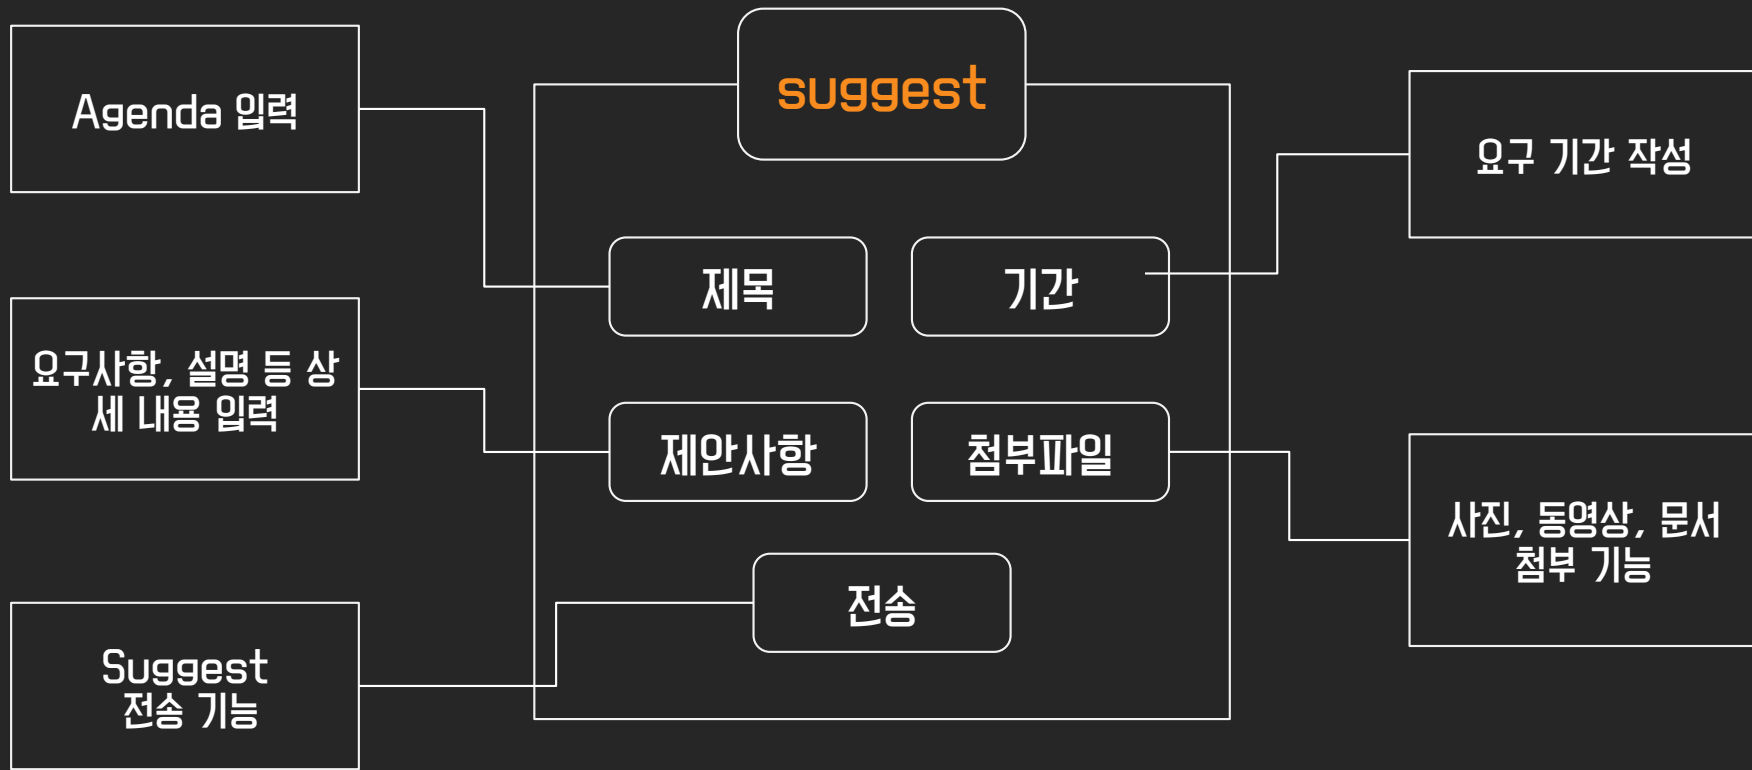 suggest
Agenda 입력
요구 기간 작성
제목
기간
요구사항, 설명 등 상
세 내용 입력
제안사항
첨부파일
사진, 동영상, 문서
첨부 기능
전송
Suggest
전송 기능